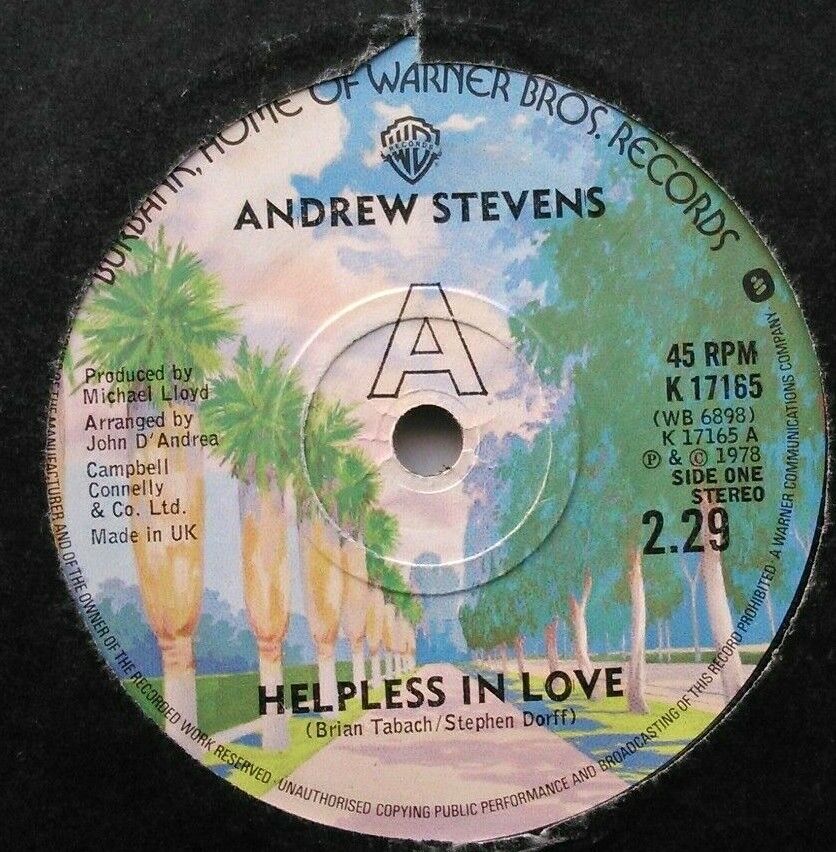 BURBANK, HOME OF WARNER BROS. RECORDS
WB
RECORDS
ANDREW STEVENS
A
Produced by
Michael Lloyd
Arranged by
John D'Andrea
Campbell
Connelly
& Co. Ltd.
Made in UK
45 RPM
K 17165
(WB 6898)
K 17165 A
℗ & © 1978
SIDE ONE
STEREO
2.29
HELPLESS IN LOVE
(Brian Tabach/Stephen Dorff)
THE MANUFACTURER AND OF THE OWNER OF THE RECORDED WORK RESERVED · UNAUTHORISED COPYING PUBLIC PERFORMANCE AND BROADCASTING OF THIS RECORD PROHIBITED · A WARNER COMMUNICATIONS COMPANY